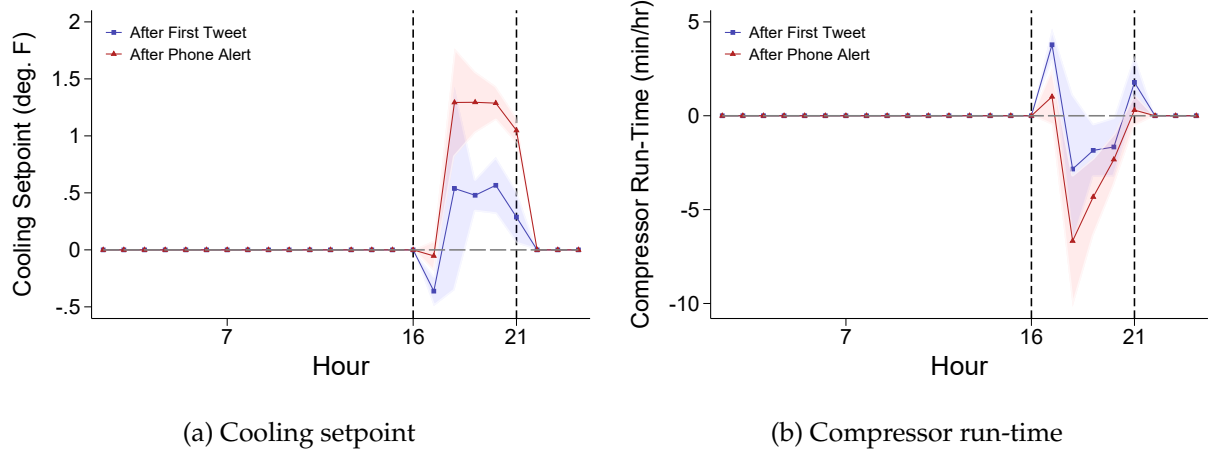 Cooling Setpoint (deg. F)
2
1.5
1
.5
0
-.5
After First Tweet
After Phone Alert
7
16
21
Hour
(a) Cooling setpoint
Compressor Run-Time (min/hr)
5
0
-5
-10
After First Tweet
After Phone Alert
7
16
21
Hour
(b) Compressor run-time